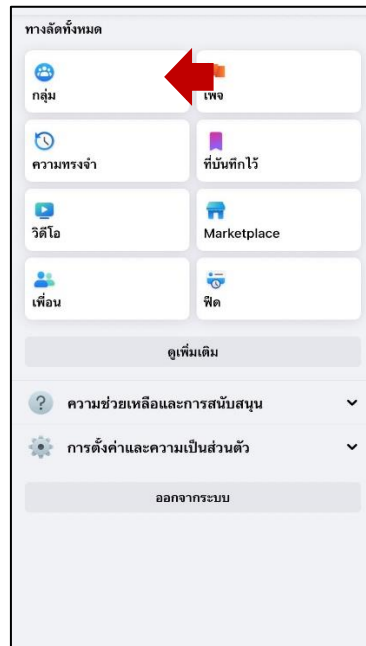 ทางลัดทั้งหมด
กลุ่ม
เพจ
ความทรงจำ
ที่บันทึกไว้
วิดีโอ
Marketplace
เพื่อน
ฟีด
ดูเพิ่มเติม
ความช่วยเหลือและการสนับสนุน
การตั้งค่าและความเป็นส่วนตัว
ออกจากระบบ